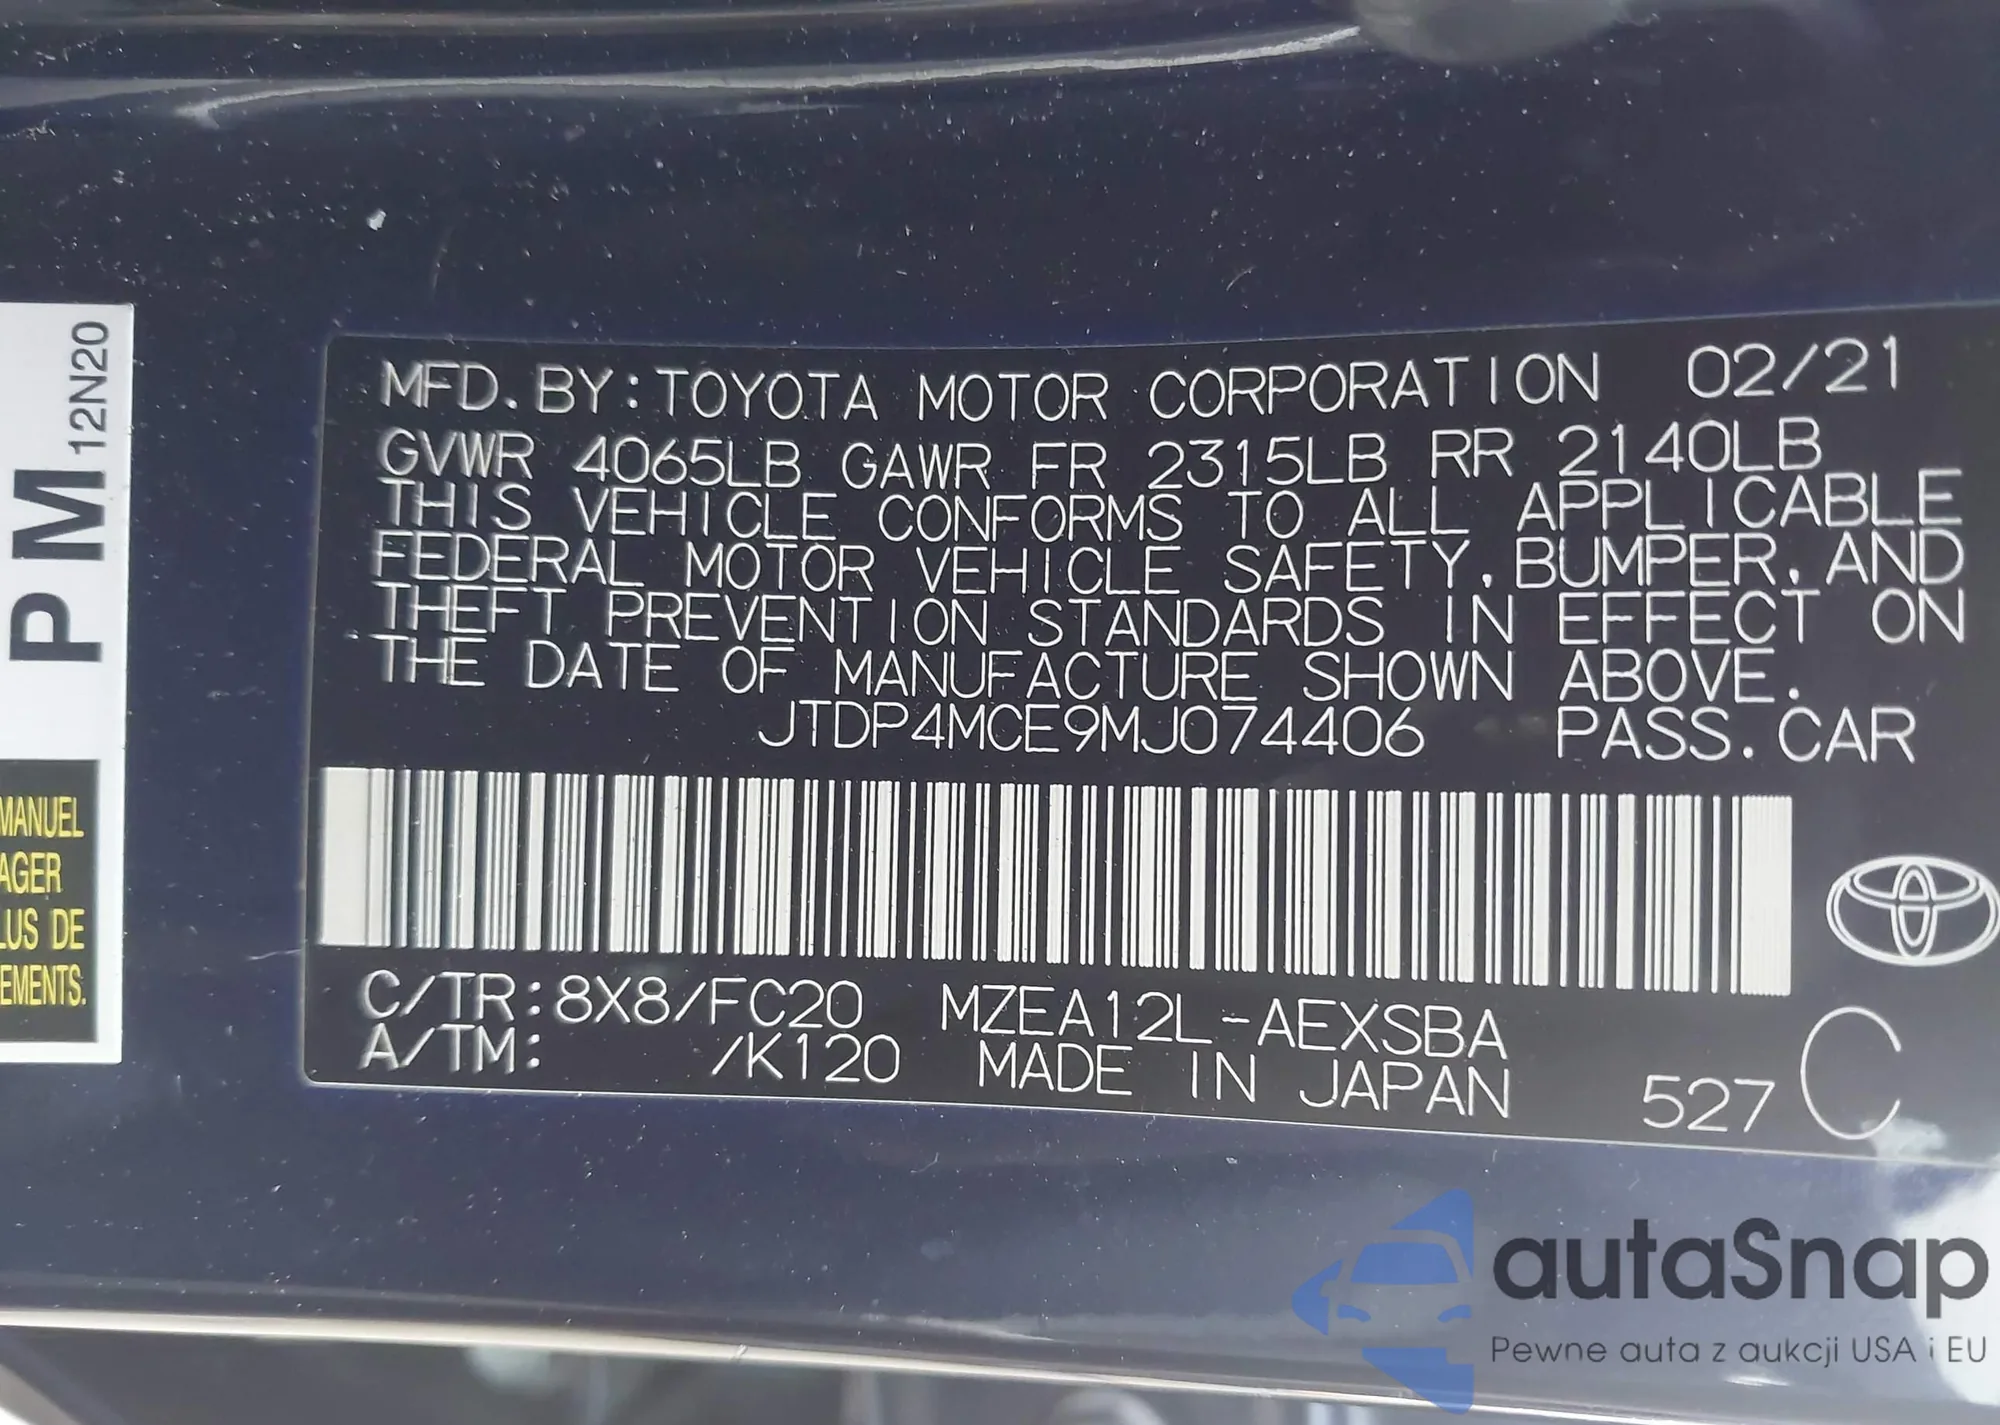 12N20
PM
MANUEL
AGER
LUS DE
EMENTS.
MFD. BY: TOYOTA MOTOR CORPORATION 02/21
GVWR 4065LB GAWR FR 2315LB RR 2140LB
THIS VEHICLE CONFORMS TO ALL APPLICABLE
FEDERAL MOTOR VEHICLE SAFETY, BUMPER, AND
THEFT PREVENTION STANDARDS IN EFFECT ON
THE DATE OF MANUFACTURE SHOWN ABOVE.
JTDP4MCE9MJ074406 PASS. CAR
C/TR: 8X8/FC20 MZEA12L-AEXSBA
A/TM: /K120 MADE IN JAPAN 527 C
autaSnap
Pewne auta z aukcji USA i EU